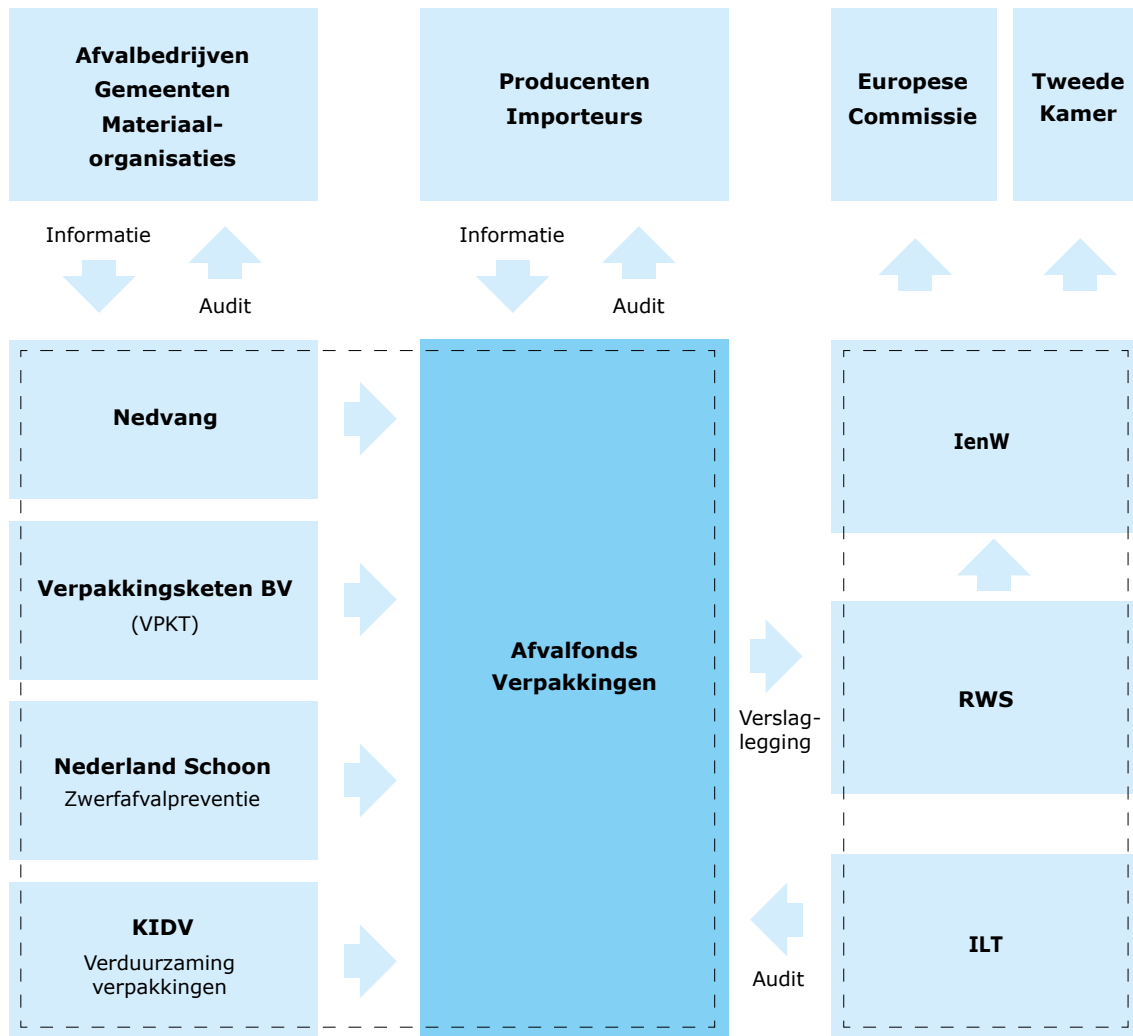 Afvalbedrijven
Gemeenten
Materiaal-
organisaties
Producenten
Importeurs
Europese
Commissie
Tweede
Kamer
Informatie
Audit
Informatie
Audit
Nedvang
Verpakkingsketen BV
(VPKT)
Nederland Schoon
Zwerfafvalpreventie
KIDV
Verduurzaming
verpakkingen
Afvalfonds
Verpakkingen
Verslag-
legging
Audit
IenW
RWS
ILT